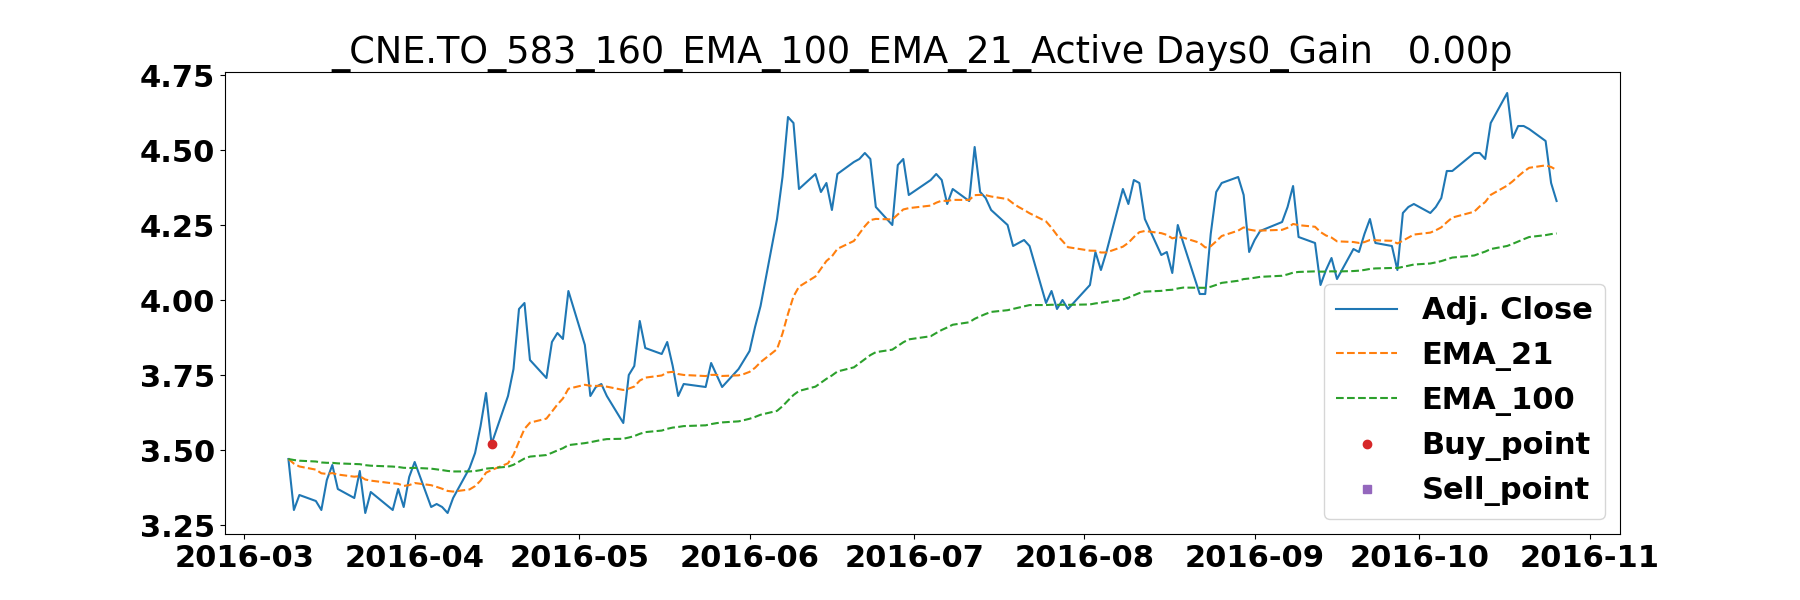 _CNE.TO_583_160_EMA_100_EMA_21_Active Days0_Gain   0.00p
4.75
4.50
4.25
4.00
3.75
3.50
3.25
Adj. Close
EMA_21
EMA_100
Buy_point
Sell_point
2016-03 2016-04 2016-05 2016-06 2016-07 2016-08 2016-09 2016-10 2016-11